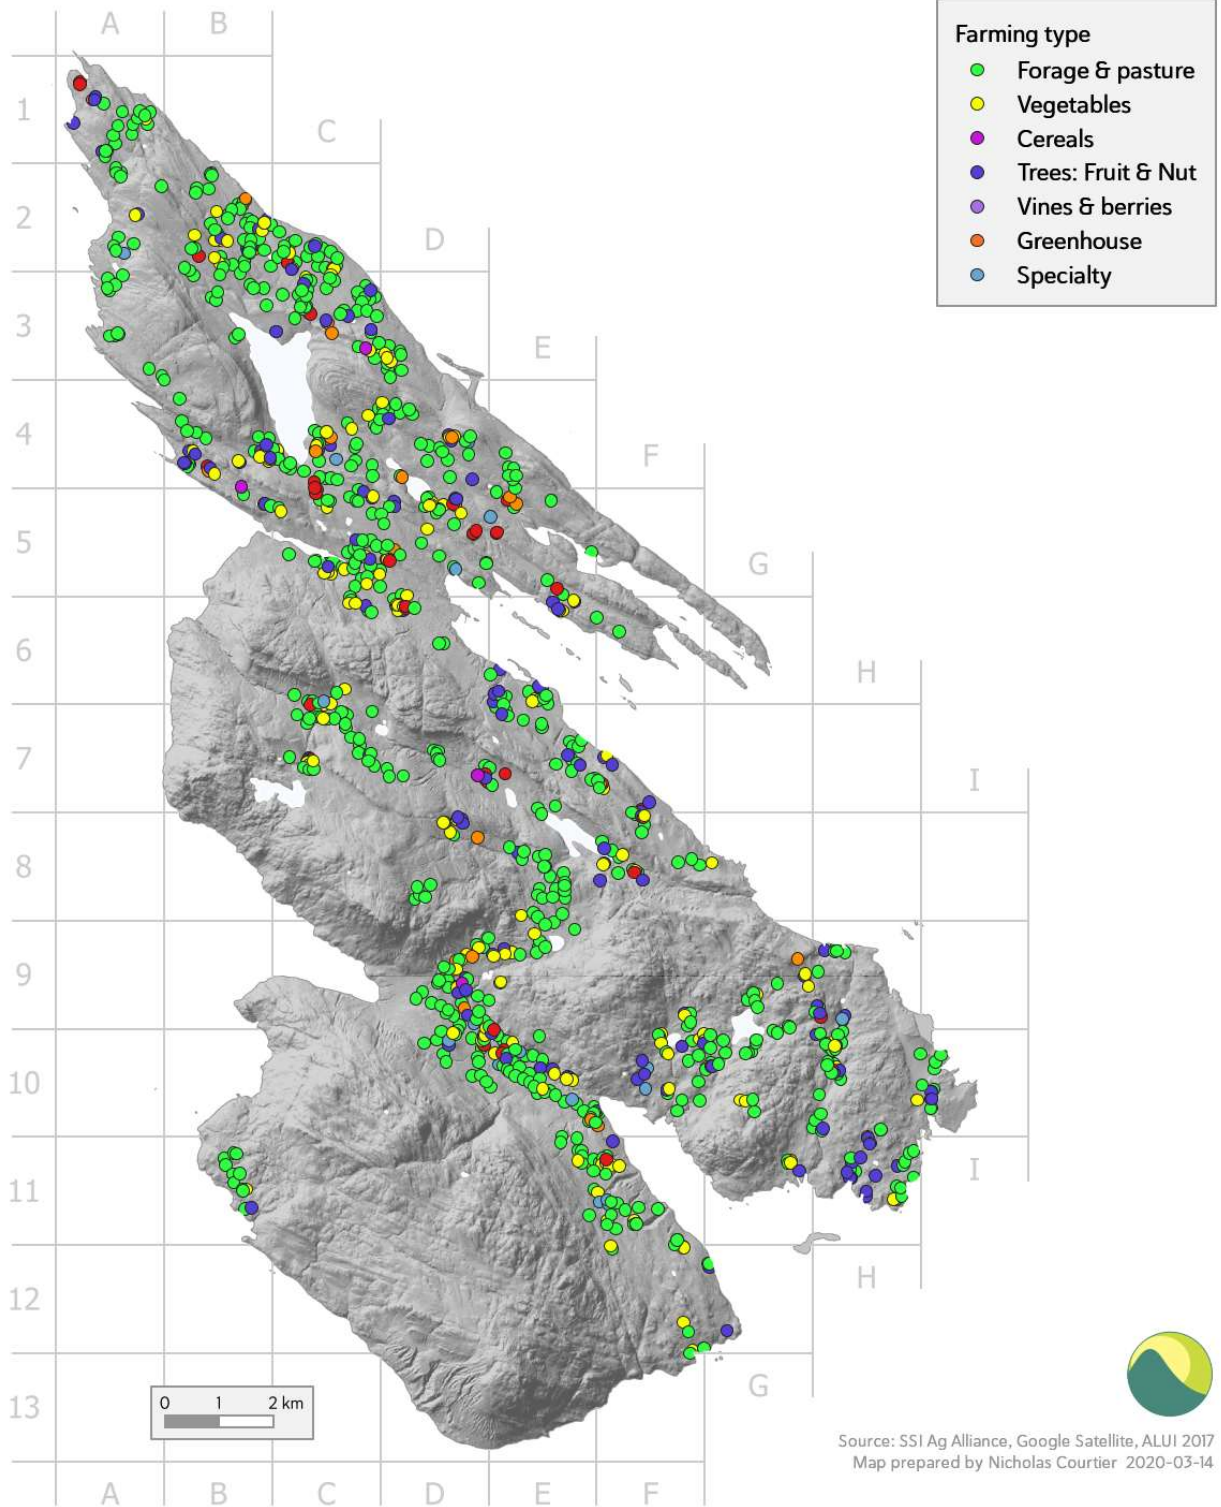 A
B
Farming type
Forage & pasture
1
Vegetables
C
Cereals
Trees: Fruit & Nut
2
Vines & berries
D
Greenhouse
Specialty
3
E
4
F
5
G
6
H
7
I
8
9
10
11
I
H
12
G
0 1 2 km
13
Source: SSI Ag Alliance, Google Satellite, ALUI 2017
Map prepared by Nicholas Courtier 2020-03-14
A B C D E F